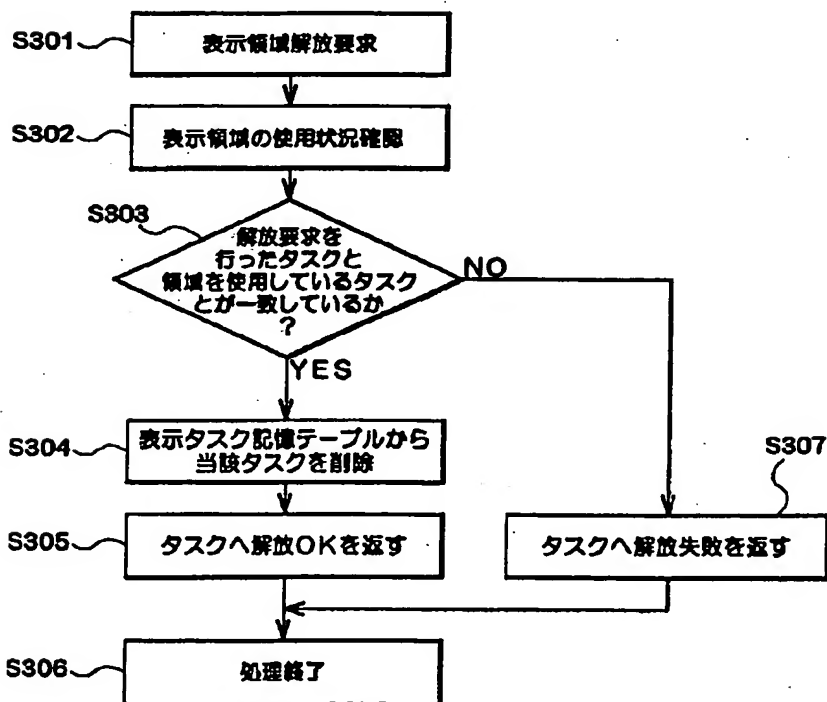 S301
表示領域解放要求
S302
表示領域の使用状況確認
S303
解放要求を
行ったタスクと
領域を使用しているタスク
とが一致しているか
?
NO
YES
S304
表示タスク記憶テーブルから
当該タスクを削除
S307
S305
タスクへ解放OKを返す
タスクへ解放失敗を返す
S306
処理終了